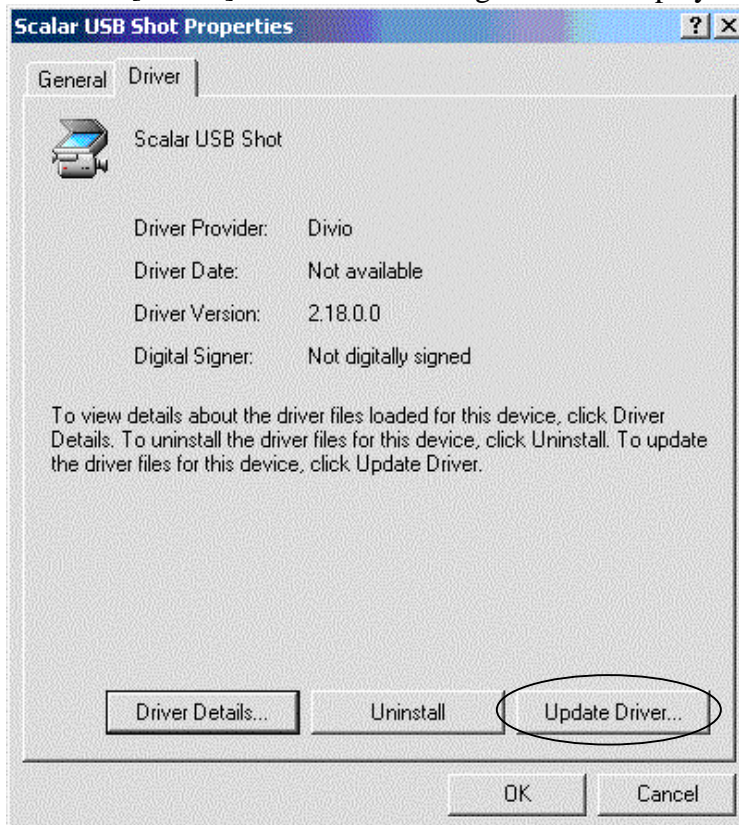 Scalar USB Shot Properties
General Driver
Scalar USB Shot
Driver Provider: Divio
Driver Date: Not available
Driver Version: 2.18.0.0
Digital Signer: Not digitally signed
To view details about the driver files loaded for this device, click Driver
Details. To uninstall the driver files for this device, click Uninstall. To update
the driver files for this device, click Update Driver.
Driver Details... Uninstall Update Driver...
OK Cancel